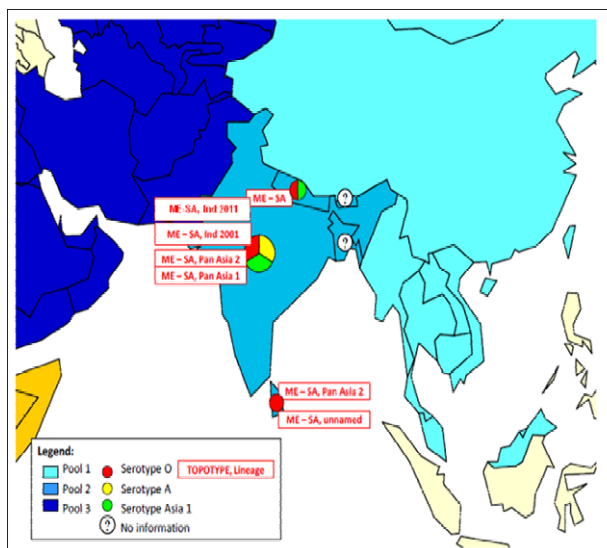 ME – SA
?
ME-SA, Ind 2011
ME – SA, Ind 2001
?
ME – SA, Pan Asia 2
ME – SA, Pan Asia 1
ME – SA, Pan Asia 2
ME – SA, unnamed
Legend:
Pool 1 Serotype O TOPOTYPE, Lineage
Pool 2 Serotype A
Pool 3 Serotype Asia 1
? No information